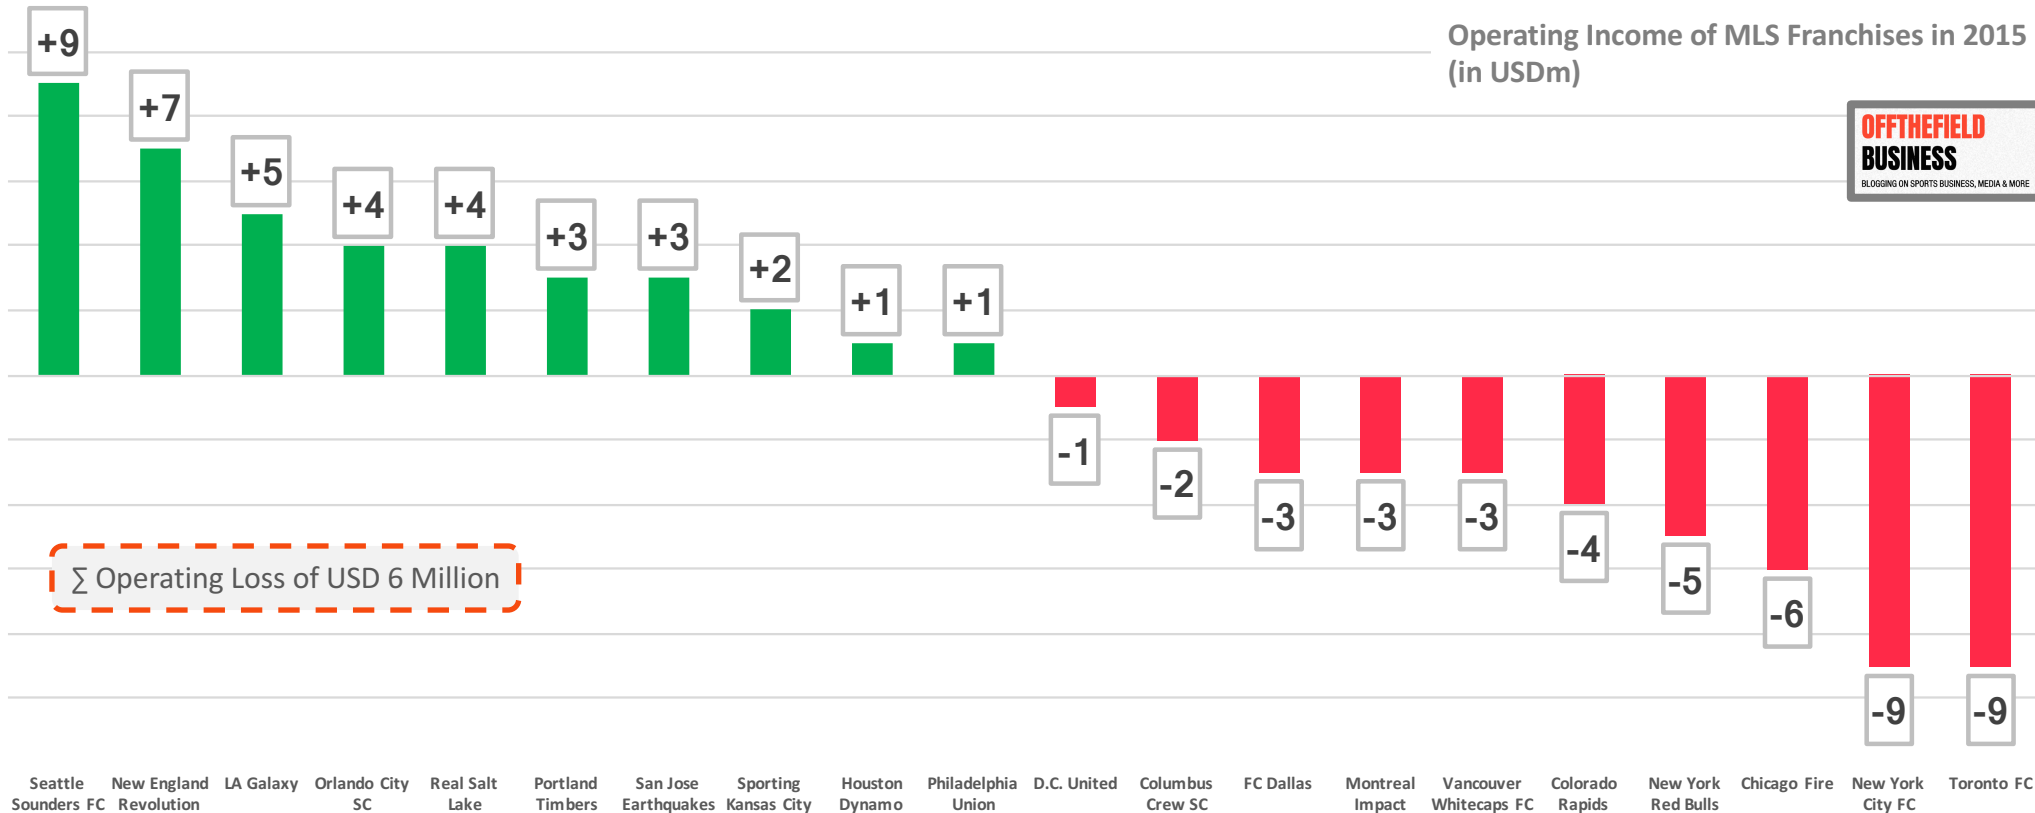 Operating Income of MLS Franchises in 2015
(in USDm)
OFFTHEFIELD
BUSINESS
BLOGGING ON SPORTS BUSINESS, MEDIA & MORE
+9
+7
+5
+4
+4
+3
+3
+2
+1
+1
-1
-2
-3
-3
-3
-4
-5
-6
-9
-9
∑ Operating Loss of USD 6 Million
Seattle
Sounders FC
New England
Revolution
LA Galaxy
Orlando City
SC
Real Salt
Lake
Portland
Timbers
San Jose
Earthquakes
Sporting
Kansas City
Houston
Dynamo
Philadelphia
Union
D.C. United
Columbus
Crew SC
FC Dallas
Montreal
Impact
Vancouver
Whitecaps FC
Colorado
Rapids
New York
Red Bulls
Chicago Fire
New York
City FC
Toronto FC